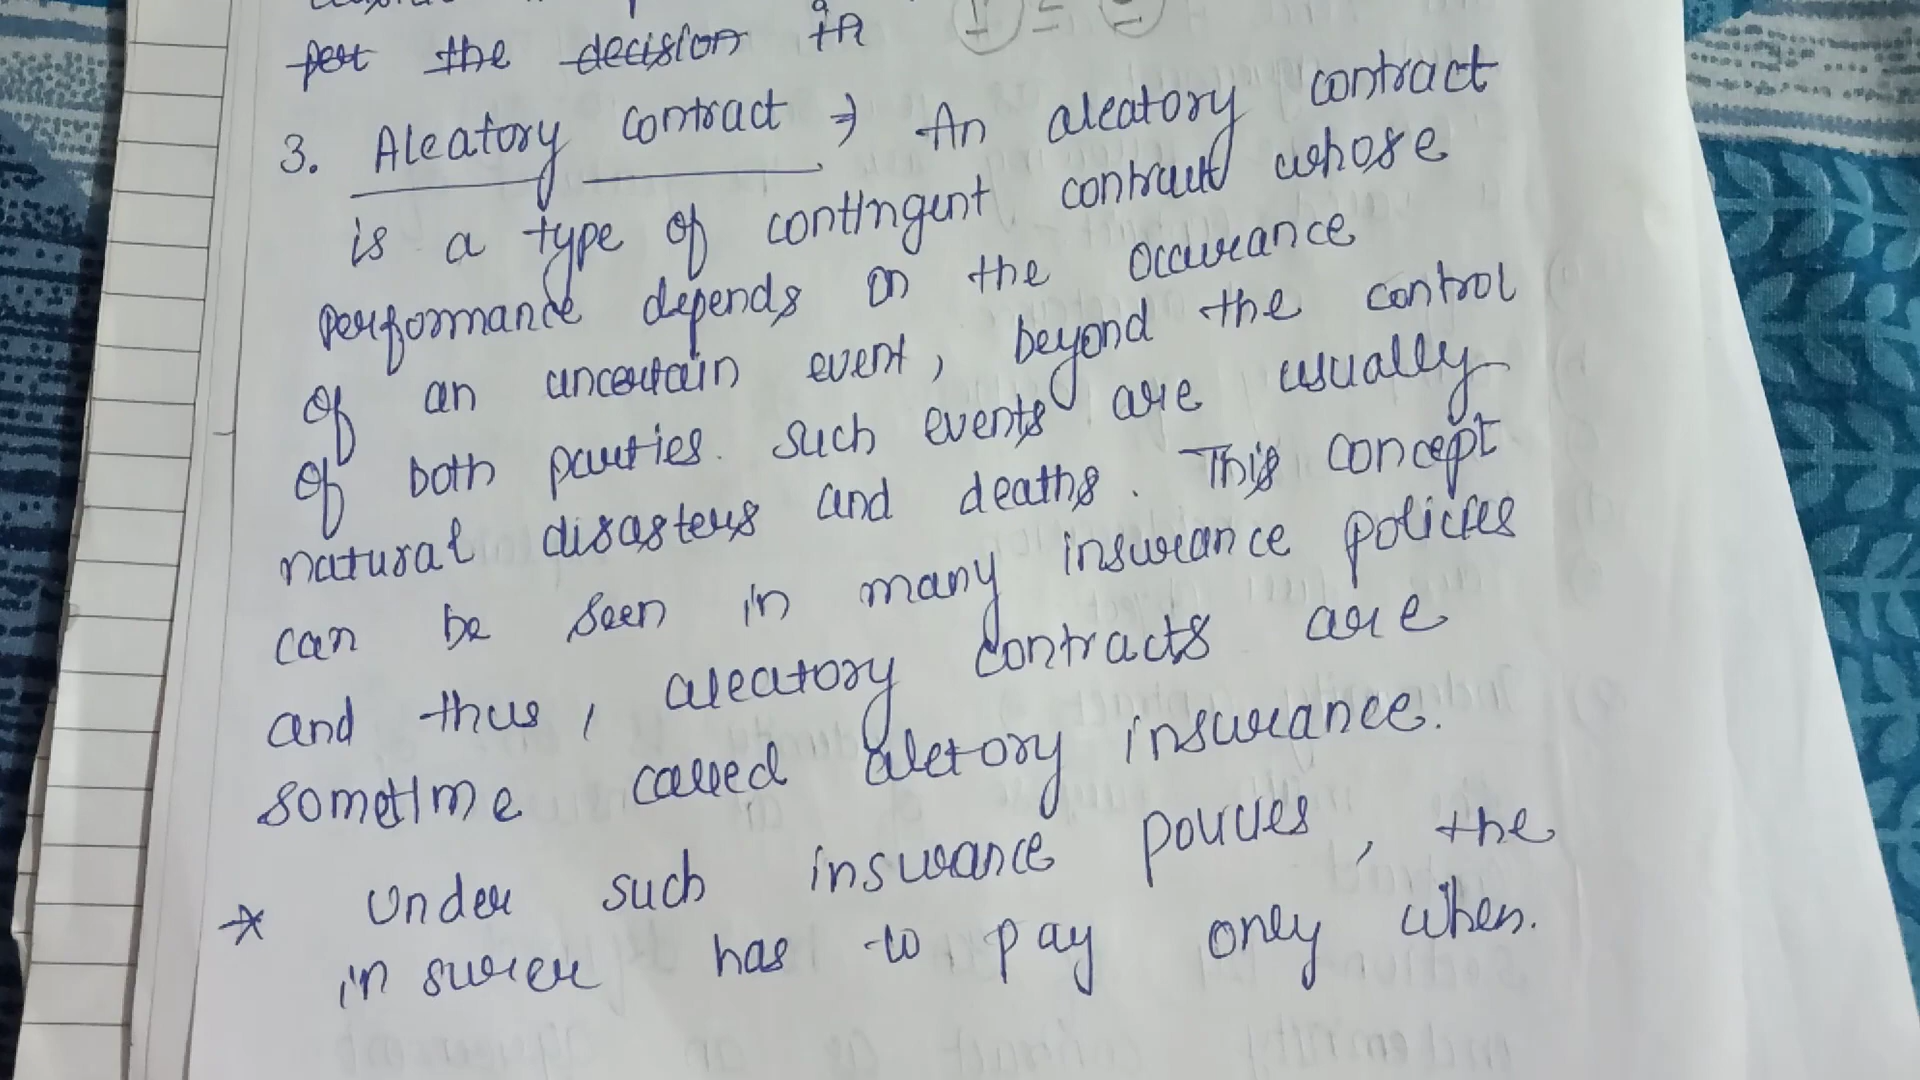 per the decision in
3. Aleatory contract ⇒ An aleatory contract
is a type of contingent contract whose
performance depends on the occurance
of an uncertain event, beyond the control
of both parties. Such events are usually
natural disasters and deaths. This concept
can be seen in many insurance policies
and thus, aleatory contracts are
sometime called aletory insurance.
* Under such insurance policies, the
insurer has to pay only when.